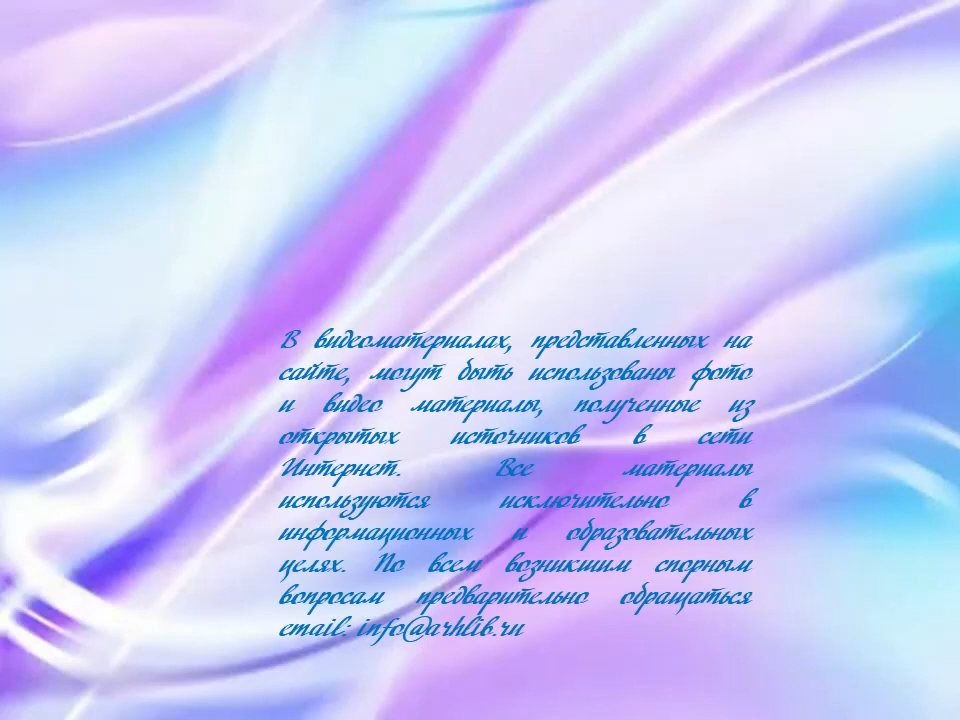 В видеоматериалах, представленных на
сайте, могут быть использованы фото
и видео материалы, полученные из
открытых источников в сети
Интернет. Все материалы
используются исключительно в
информационных и образовательных
целях. По всем возникшим спорным
вопросам предварительно обращаться
email: info@arhlib.ru